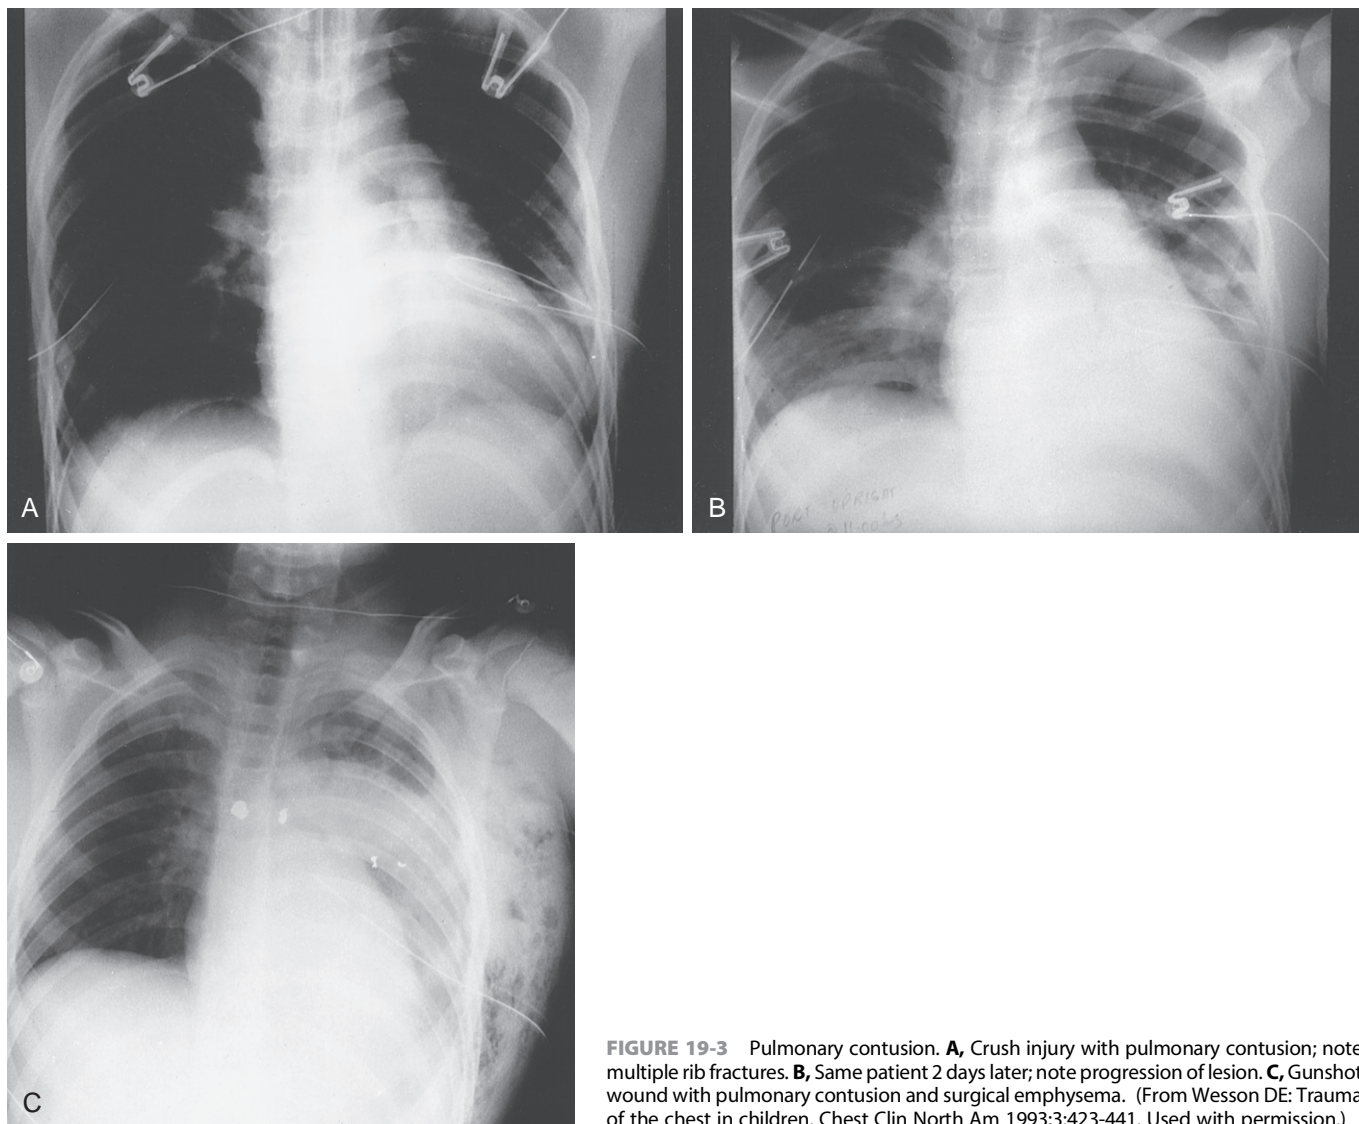 A
B
PORT UPRIGHT
C
FIGURE 19-3 Pulmonary contusion. A, Crush injury with pulmonary contusion; note
multiple rib fractures. B, Same patient 2 days later; note progression of lesion. C, Gunshot
wound with pulmonary contusion and surgical emphysema. (From Wesson DE: Trauma
of the chest in children. Chest Clin North Am 1993;3:423-441. Used with permission.)